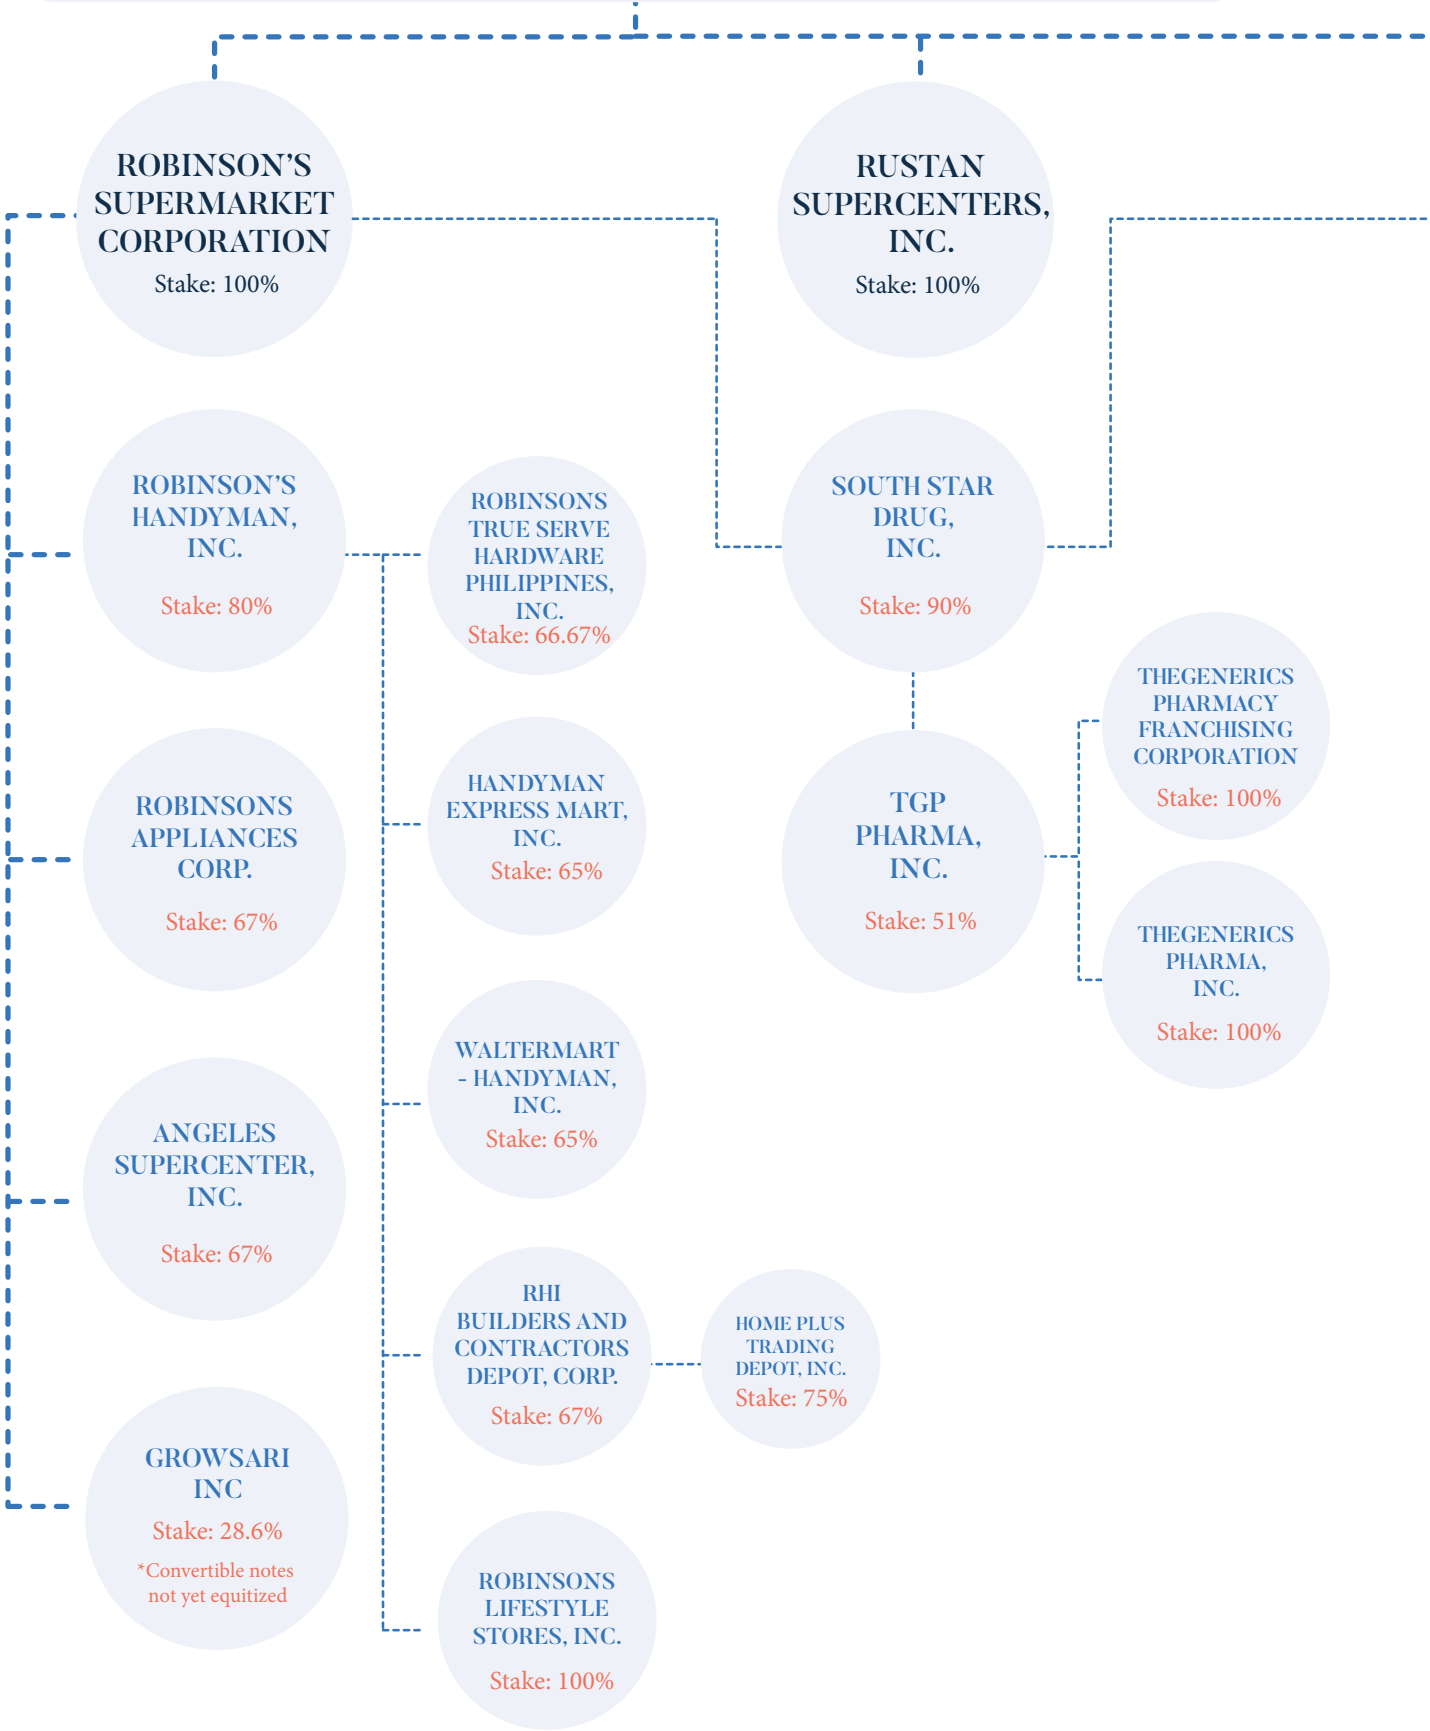 ROBINSON’S
SUPERMARKET
CORPORATION
Stake: 100%
RUSTAN
SUPERCENTERS,
INC.
Stake: 100%
ROBINSON’S
HANDYMAN,
INC.
Stake: 80%
ROBINSONS
TRUE SERVE
HARDWARE
PHILIPPINES,
INC.
Stake: 66.67%
SOUTH STAR
DRUG,
INC.
Stake: 90%
THEGENERICS
PHARMACY
FRANCHISING
CORPORATION
Stake: 100%
ROBINSONS
APPLIANCES
CORP.
Stake: 67%
HANDYMAN
EXPRESS MART,
INC.
Stake: 65%
TGP
PHARMA,
INC.
Stake: 51%
THEGENERICS
PHARMA,
INC.
Stake: 100%
WALTERMART
- HANDYMAN,
INC.
Stake: 65%
ANGELES
SUPERCENTER,
INC.
Stake: 67%
RHI
BUILDERS AND
CONTRACTORS
DEPOT, CORP.
Stake: 67%
HOME PLUS
TRADING
DEPOT, INC.
Stake: 75%
GROWSARI
INC
Stake: 28.6%
*Convertible notes
not yet equitized
ROBINSONS
LIFESTYLE
STORES, INC.
Stake: 100%